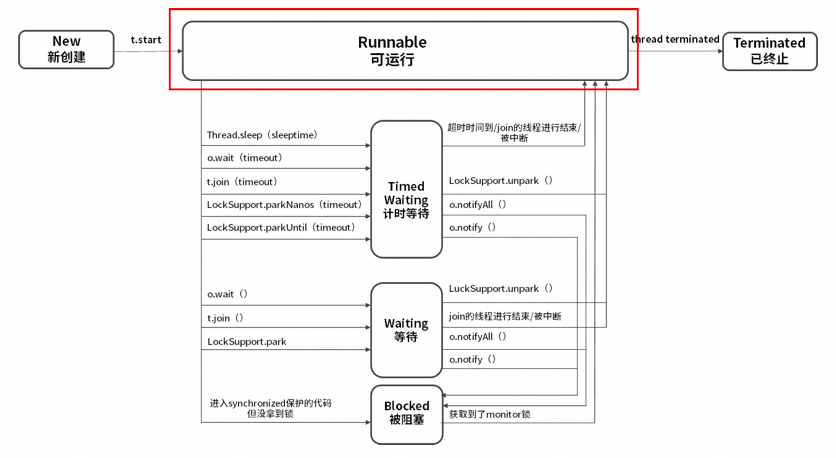 New
新创建
t.start
Runnable
可运行
thread terminated
Terminated
已终止
Thread.sleep（sleeptime）
o.wait（timeout）
t.join（timeout）
LockSupport.parkNanos（timeout）
LockSupport.parkUntil（timeout）
Timed
Waiting
计时等待
超时时间到/join的线程进行结束/
被中断
LockSupport.unpark（）
o.notifyAll（）
o.notify（）
o.wait（）
t.join（）
LockSupport.park
Waiting
等待
LuckSupport.unpark（）
join的线程进行结束/被中断
o.notifyAll（）
o.notify（）
进入synchronized保护的代码
但没拿到锁
Blocked
被阻塞
获取到了monitor锁